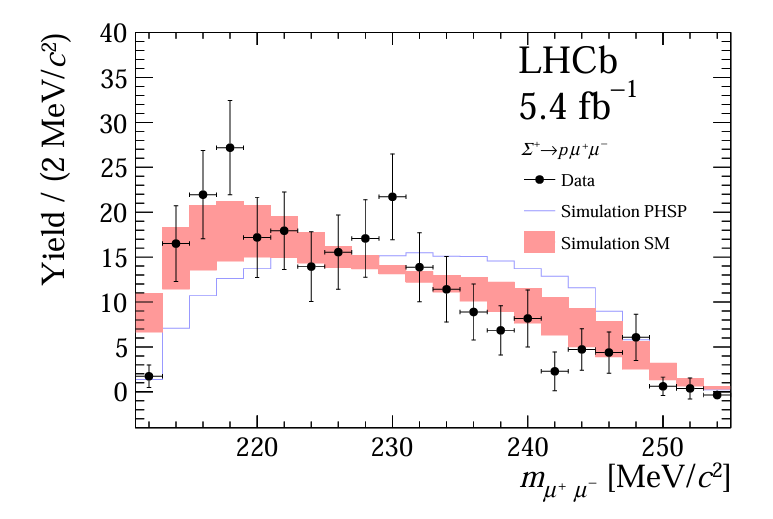 40
35
30
25
20
15
10
5
0
Yield / (2 MeV/c²)
LHCb
5.4 fb⁻¹
Σ⁺→pμ⁺μ⁻
Data
Simulation PHSP
Simulation SM
220 230 240 250
m_μ⁺ μ⁻ [MeV/c²]